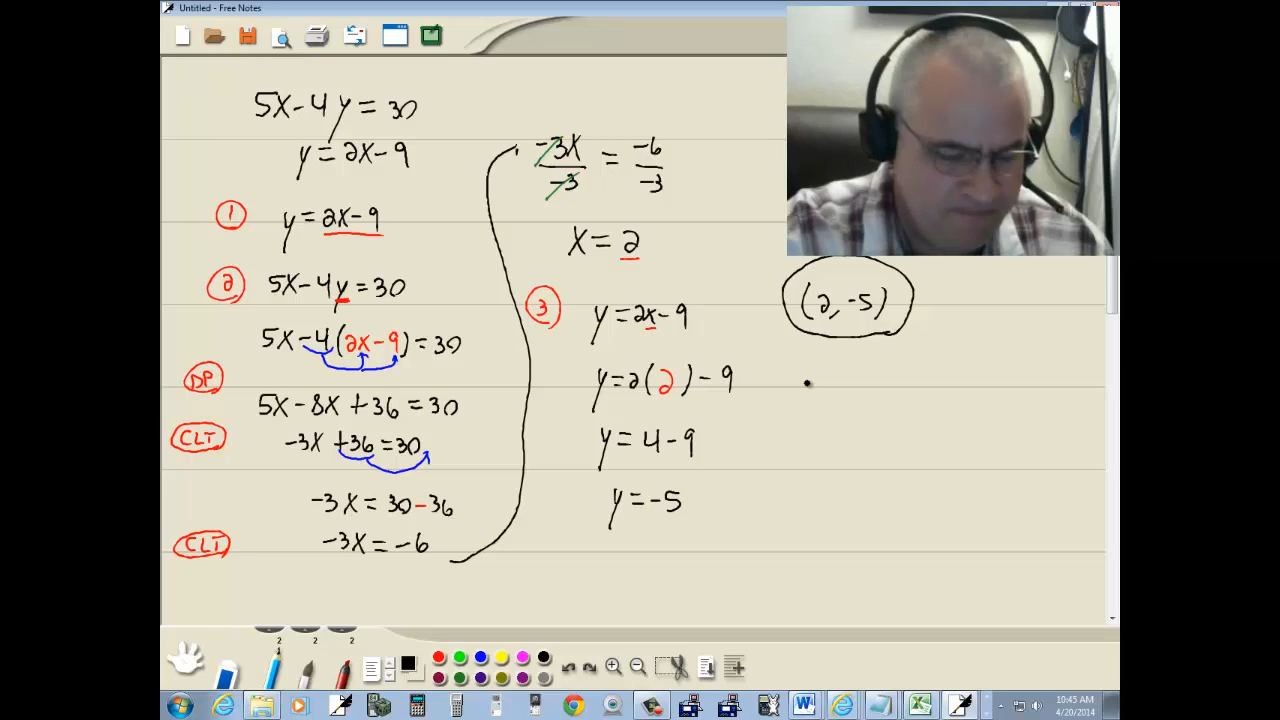 Untitled - Free Notes
5X - 4y = 30
y = 2X - 9
① y = 2X - 9
② 5X - 4y = 30
5X - 4(2X - 9) = 30
DP
5X - 8X + 36 = 30
CLT -3X + 36 = 30
-3X = 30 - 36
CLT -3X = -6
-3X/-3 = -6/-3
X = 2
③ y = 2X - 9
y = 2(2) - 9
y = 4 - 9
y = -5
(2, -5)
2 2 2
10:45 AM
4/20/2014